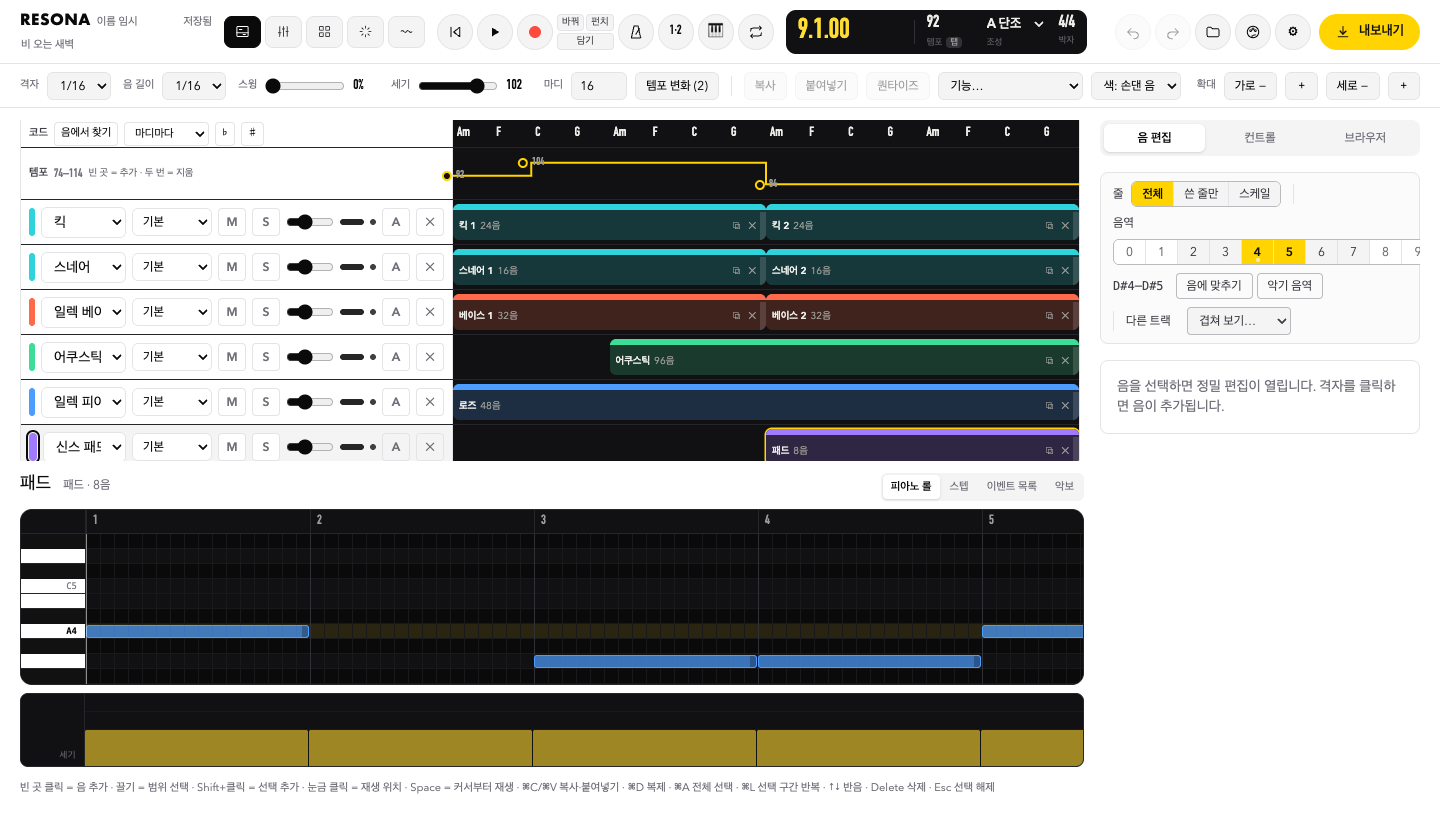 RESONA 이름 임시 저장됨
비 오는 새벽
바꿔 펀치
담기
1·2
9.1.00
92
템포 탭
A 단조
조성
4/4
박자
내보내기
격자 1/16 음 길이 1/16 스윙 0% 세기 102 마디 16 템포 변화 (2) 복사 붙여넣기 퀀타이즈 기능… 색: 손댄 음 확대 가로 − + 세로 − +
코드 음에서 찾기 마디마다 ♭ #
Am F C G Am F C G Am F C G Am F C G
템포 74–114 빈 곳 = 추가 · 두 번 = 지움
92 106 84
킥 기본 M S A ×
킥 1 24음 킥 2 24음
스네어 기본 M S A ×
스네어 1 16음 스네어 2 16음
일렉 베이 기본 M S A ×
베이스 1 32음 베이스 2 32음
어쿠스틱 기본 M S A ×
어쿠스틱 96음
일렉 피아 기본 M S A ×
로즈 48음
신스 패드 기본 M S A ×
패드 8음
음 편집 컨트롤 브라우저
줄 전체 쓴 줄만 스케일
음역
0 1 2 3 4 5 6 7 8 9
D#4–D#5 음에 맞추기 악기 음역
다른 트랙 겹쳐 보기…
음을 선택하면 정밀 편집이 열립니다. 격자를 클릭하
면 음이 추가됩니다.
패드 패드 · 8음
피아노 롤 스텝 이벤트 목록 악보
1 2 3 4 5
C5
A4
세기
빈 곳 클릭 = 음 추가 · 끌기 = 범위 선택 · Shift+클릭 = 선택 추가 · 눈금 클릭 = 재생 위치 · Space = 커서부터 재생 · ⌘C/⌘V 복사·붙여넣기 · ⌘D 복제 · ⌘A 전체 선택 · ⌘L 선택 구간 반복 · ↑↓ 반음 · Delete 삭제 · Esc 선택 해제